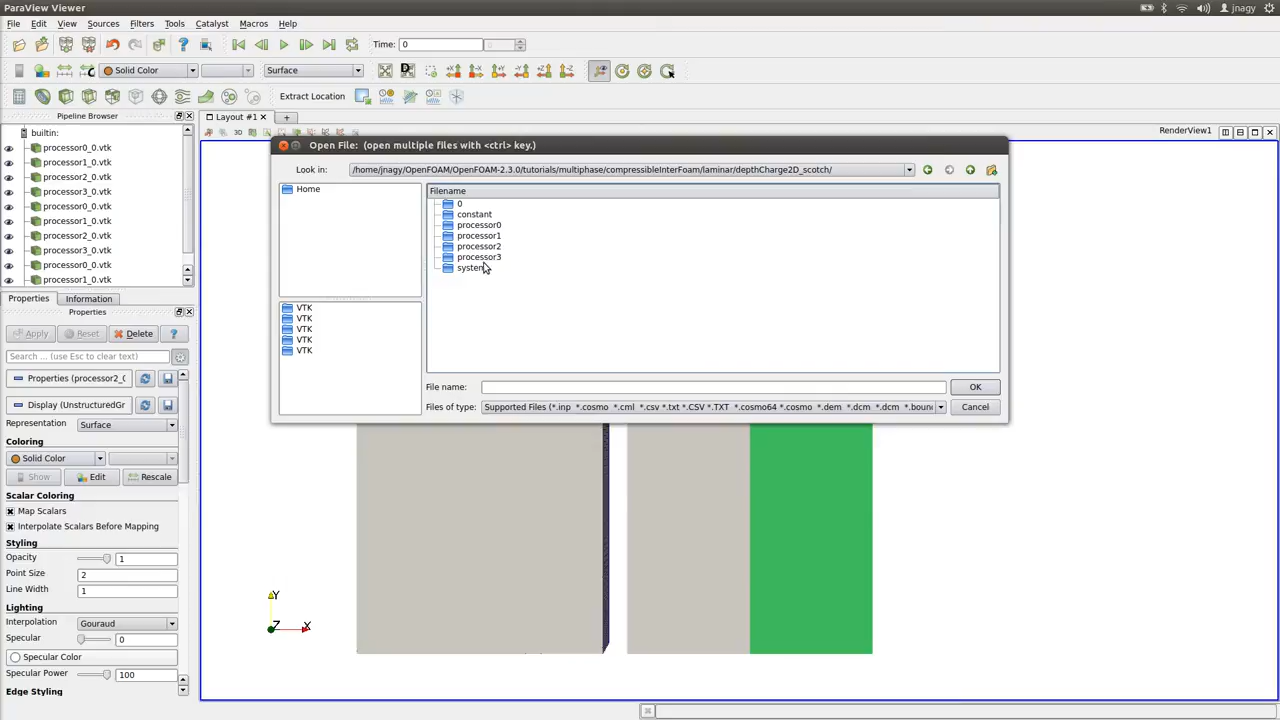 ParaView Viewer
jnagy
File Edit View Sources Filters Tools Catalyst Macros Help
Time: 0 0
Solid Color Surface
Extract Location
Pipeline Browser
Layout #1
builtin:
RenderView1
processor0_0.vtk
processor1_0.vtk
processor2_0.vtk
processor3_0.vtk
processor0_0.vtk
processor1_0.vtk
processor2_0.vtk
processor3_0.vtk
processor0_0.vtk
processor1_0.vtk
Properties Information
Properties
Apply Reset Delete ?
Search ... (use Esc to clear text)
Properties (processor2_0
Display (UnstructuredGr
Representation Surface
Coloring
Solid Color
Show Edit Rescale
Scalar Coloring
Map Scalars
Interpolate Scalars Before Mapping
Styling
Opacity 1
Point Size 2
Line Width 1
Lighting
Interpolation Gouraud
Specular 0
Specular Color
Specular Power 100
Edge Styling
Open File: (open multiple files with <ctrl> key.)
Look in: /home/jnagy/OpenFOAM/OpenFOAM-2.3.0/tutorials/multiphase/compressibleInterFoam/laminar/depthCharge2D_scotch/
Home
VTK
VTK
VTK
VTK
VTK
Filename
0
constant
processor0
processor1
processor2
processor3
system
File name: OK
Files of type: Supported Files (*.inp *.cosmo *.cml *.csv *.txt *.CSV *.TXT *.cosmo64 *.cosmo *.dem *.dcm *.dcm *.boun Cancel
Y
Z X